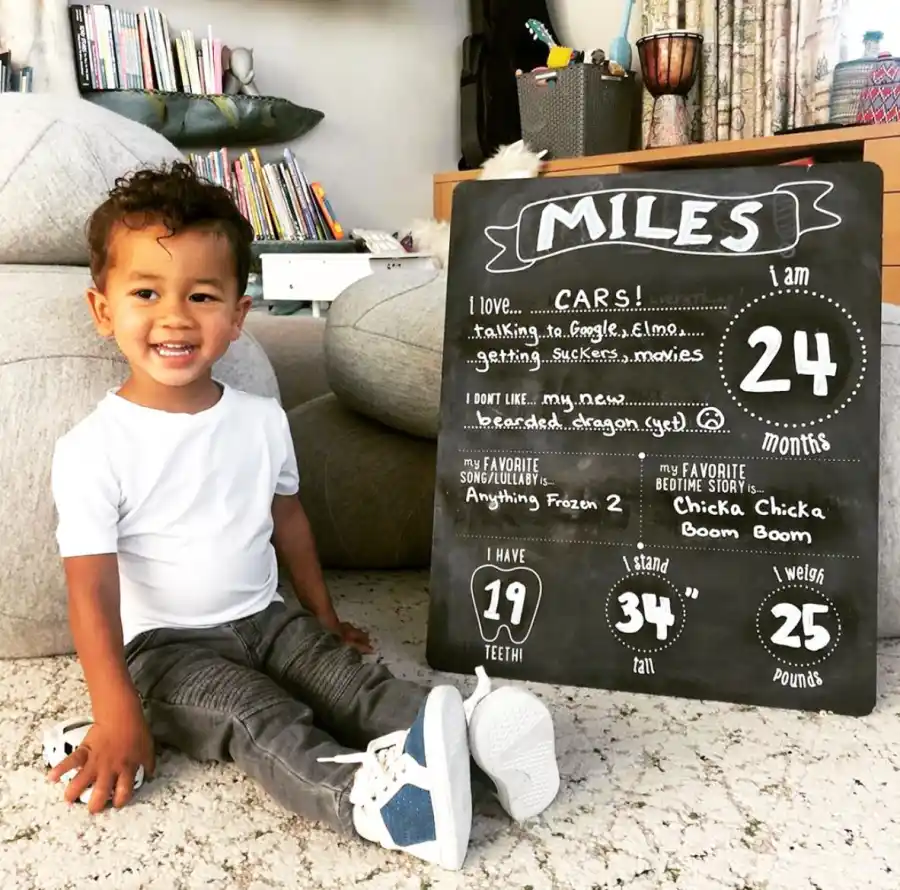 MILES
i love... CARS!
talking to Google, Elmo,
getting suckers, movies
I DON'T LIKE... my new
bearded dragon (yet)
i am
24
months
my FAVORITE
SONG/LULLABY is...
Anything Frozen 2
my FAVORITE
BEDTIME STORY is...
Chicka Chicka
Boom Boom
I HAVE
19
TEETH!
I stand
34"
tall
I weigh
25
pounds